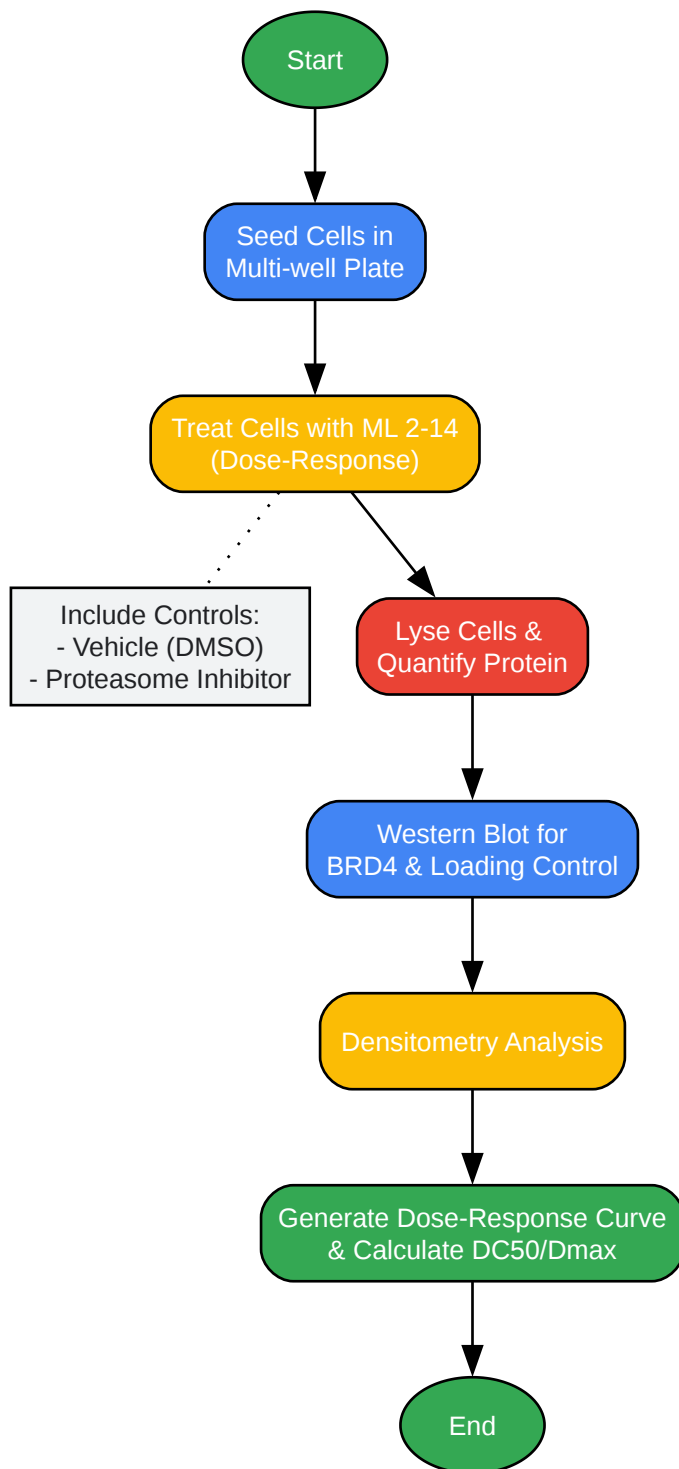 Start
Seed Cells in
Multi-well Plate
Treat Cells with ML 2-14
(Dose-Response)
Include Controls:
- Vehicle (DMSO)
- Proteasome Inhibitor
Lyse Cells &
Quantify Protein
Western Blot for
BRD4 & Loading Control
Densitometry Analysis
Generate Dose-Response Curve
& Calculate DC50/Dmax
End